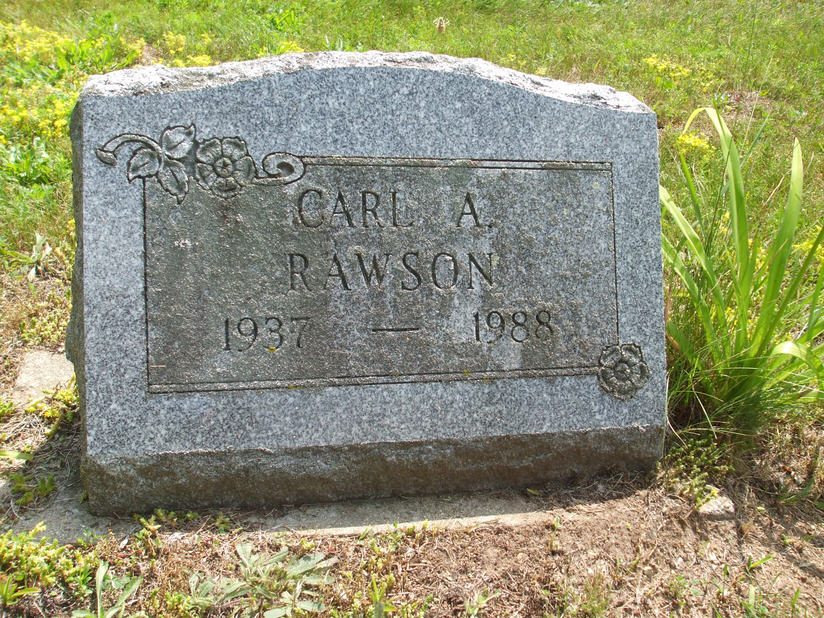 CARL A.
RAWSON
1937 — 1988